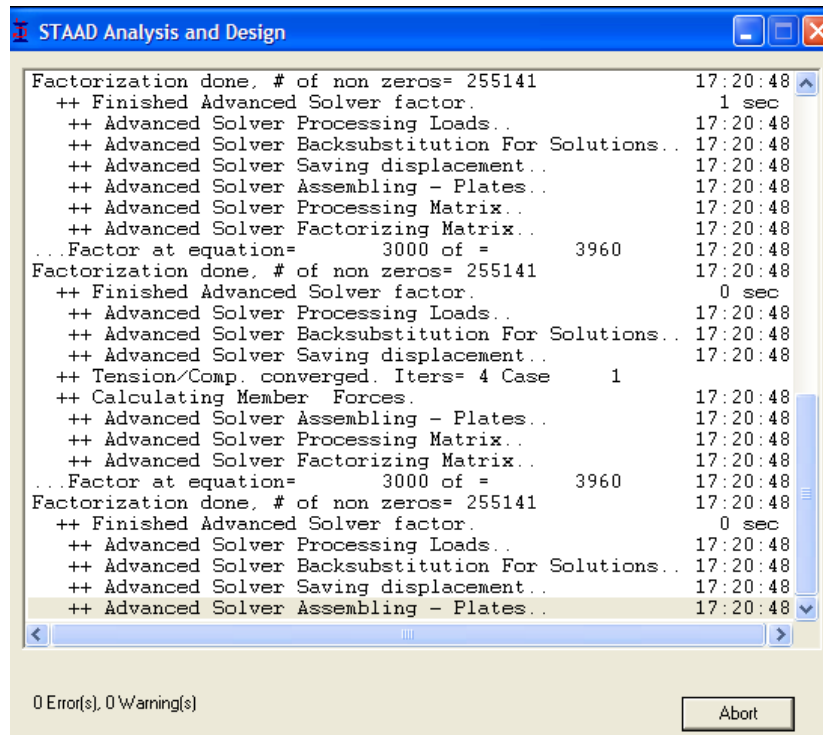 STAAD Analysis and Design
Factorization done, # of non zeros= 255141 17:20:48
++ Finished Advanced Solver factor. 1 sec
++ Advanced Solver Processing Loads.. 17:20:48
++ Advanced Solver Backsubstitution For Solutions.. 17:20:48
++ Advanced Solver Saving displacement.. 17:20:48
++ Advanced Solver Assembling - Plates.. 17:20:48
++ Advanced Solver Processing Matrix.. 17:20:48
++ Advanced Solver Factorizing Matrix.. 17:20:48
...Factor at equation= 3000 of = 3960 17:20:48
Factorization done, # of non zeros= 255141 17:20:48
++ Finished Advanced Solver factor. 0 sec
++ Advanced Solver Processing Loads.. 17:20:48
++ Advanced Solver Backsubstitution For Solutions.. 17:20:48
++ Advanced Solver Saving displacement.. 17:20:48
++ Tension/Comp. converged. Iters= 4 Case 1
++ Calculating Member Forces. 17:20:48
++ Advanced Solver Assembling - Plates.. 17:20:48
++ Advanced Solver Processing Matrix.. 17:20:48
++ Advanced Solver Factorizing Matrix.. 17:20:48
...Factor at equation= 3000 of = 3960 17:20:48
Factorization done, # of non zeros= 255141 17:20:48
++ Finished Advanced Solver factor. 0 sec
++ Advanced Solver Processing Loads.. 17:20:48
++ Advanced Solver Backsubstitution For Solutions.. 17:20:48
++ Advanced Solver Saving displacement.. 17:20:48
++ Advanced Solver Assembling - Plates.. 17:20:48
0 Error(s), 0 Warning(s)
Abort